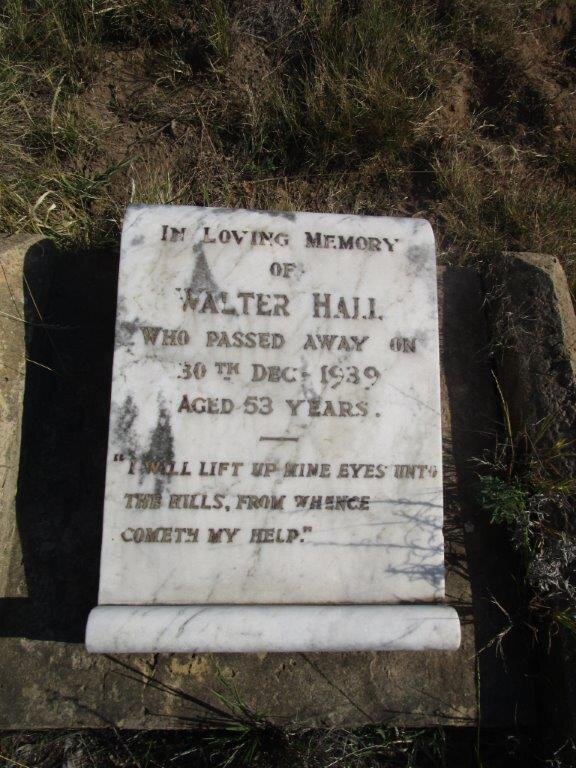 IN LOVING MEMORY
OF
WALTER HALL
WHO PASSED AWAY ON
30TH DEC. 1939
AGED 53 YEARS.
"I WILL LIFT UP MINE EYES UNTO
THE HILLS, FROM WHENCE
COMETH MY HELP."